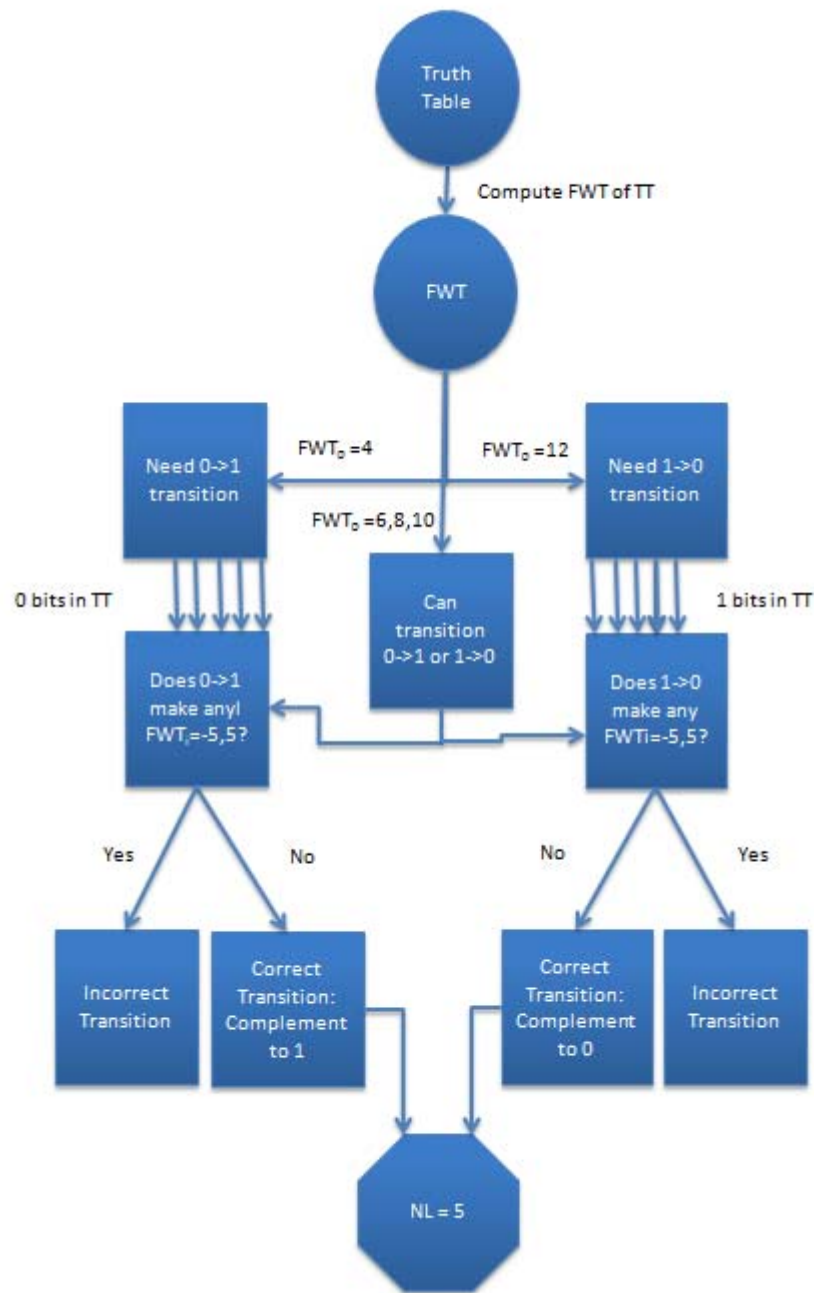 Truth
Table
Compute FWT of TT
FWT
Need 0->1
transition
FWTₒ =4
FWTₒ =12
Need 1->0
transition
FWTₒ =6,8,10
0 bits in TT
Can
transition
0->1 or 1->0
1 bits in TT
Does 0->1
make anyl
FWTᵢ=-5,5?
Does 1->0
make any
FWTi=-5,5?
Yes
No
No
Yes
Incorrect
Transition
Correct
Transition:
Complement
to 1
Correct
Transition:
Complement
to 0
Incorrect
Transition
NL = 5